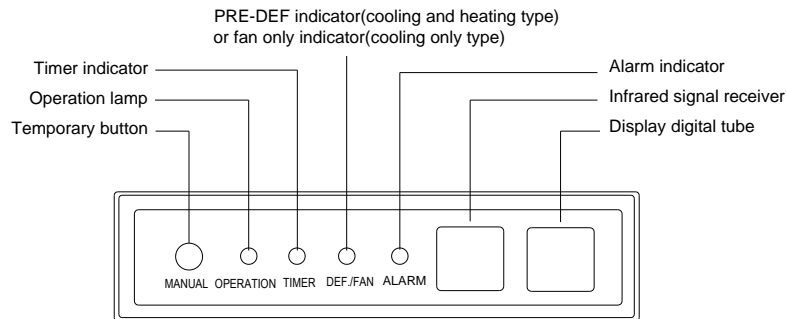 PRE-DEF indicator(cooling and heating type)
or fan only indicator(cooling only type)
Timer indicator
Operation lamp
Temporary button
Alarm indicator
Infrared signal receiver
Display digital tube
MANUAL OPERATION TIMER DEF./FAN ALARM